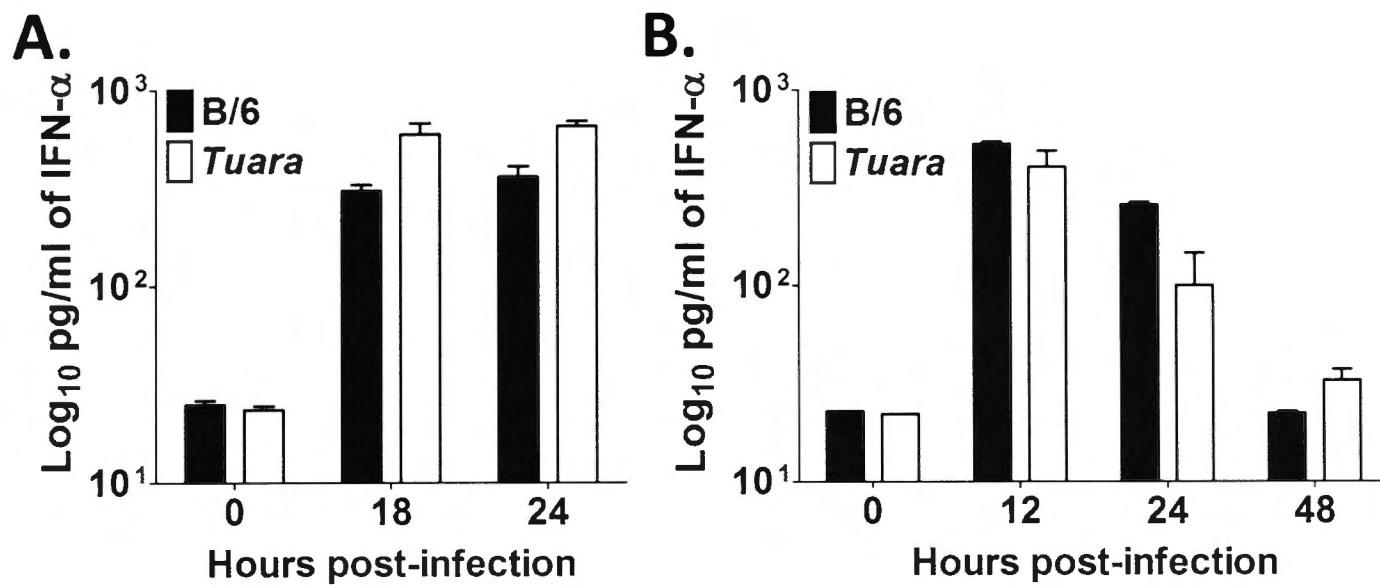 A.
Log10 pg/ml of IFN-α
10³
10²
10¹
B/6
Tuara
0 18 24
Hours post-infection
B.
Log10 pg/ml of IFN-α
10³
10²
10¹
B/6
Tuara
0 12 24 48
Hours post-infection